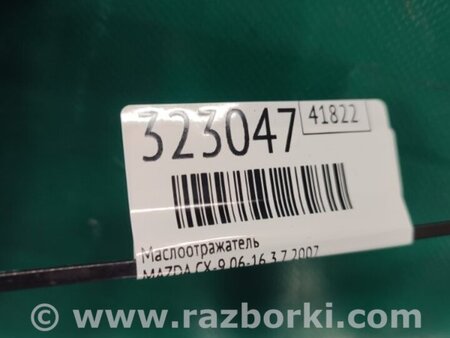 323047
41822
Маслоотражатель
MAZDA CX-9 06-16 3.7 2007
© www.razborki.com